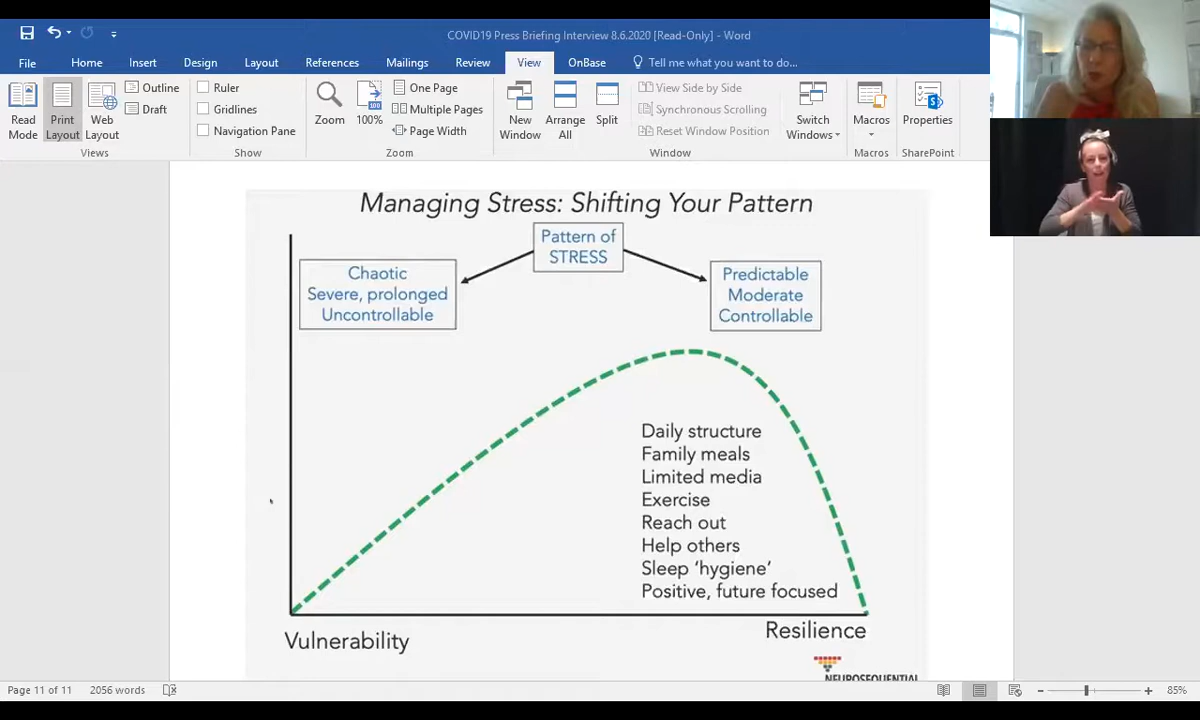 COVID19 Press Briefing Interview 8.6.2020 [Read-Only] - Word
File Home Insert Design Layout References Mailings Review View OnBase Tell me what you want to do...
Read Mode
Print Layout
Web Layout
Outline
Draft
Views
Ruler
Gridlines
Navigation Pane
Show
Zoom
100
100%
One Page
Multiple Pages
Page Width
Zoom
New Window
Arrange All
Split
View Side by Side
Synchronous Scrolling
Reset Window Position
Window
Switch Windows
Macros
Macros
Properties
SharePoint
Managing Stress: Shifting Your Pattern
Pattern of
STRESS
Chaotic
Severe, prolonged
Uncontrollable
Predictable
Moderate
Controllable
Daily structure
Family meals
Limited media
Exercise
Reach out
Help others
Sleep ‘hygiene’
Positive, future focused
Vulnerability
Resilience
NEUROSEQUENTIAL
Page 11 of 11 2056 words 85%